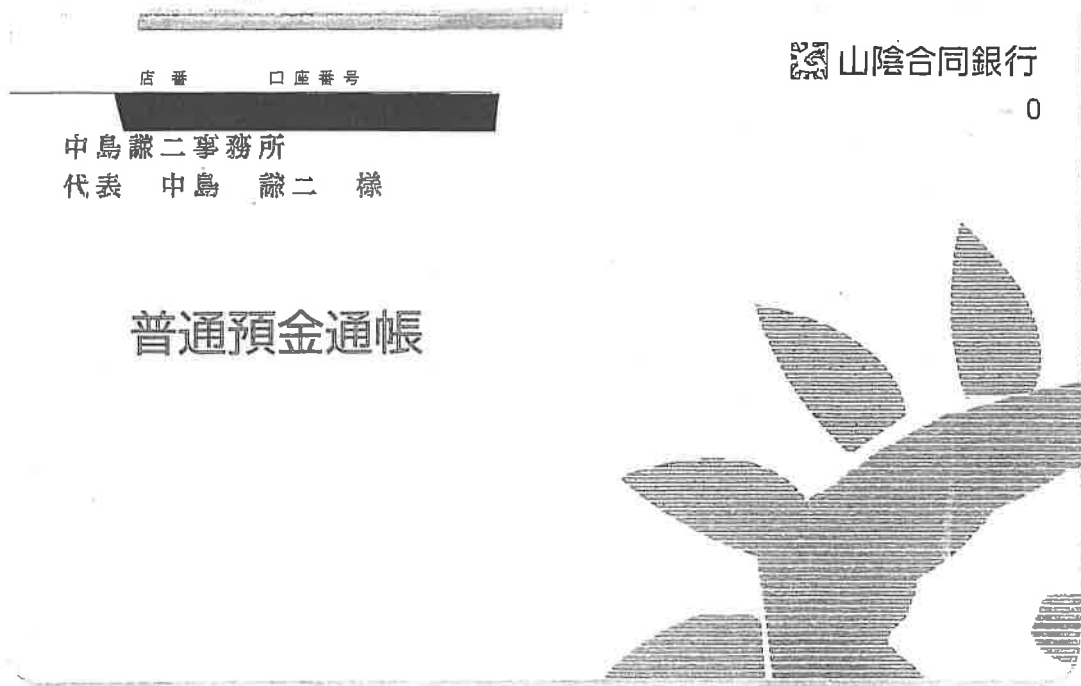 山陰合同銀行
0
店番 口座番号
中島謙二事務所
代表 中島 謙二 様
普通預金通帳